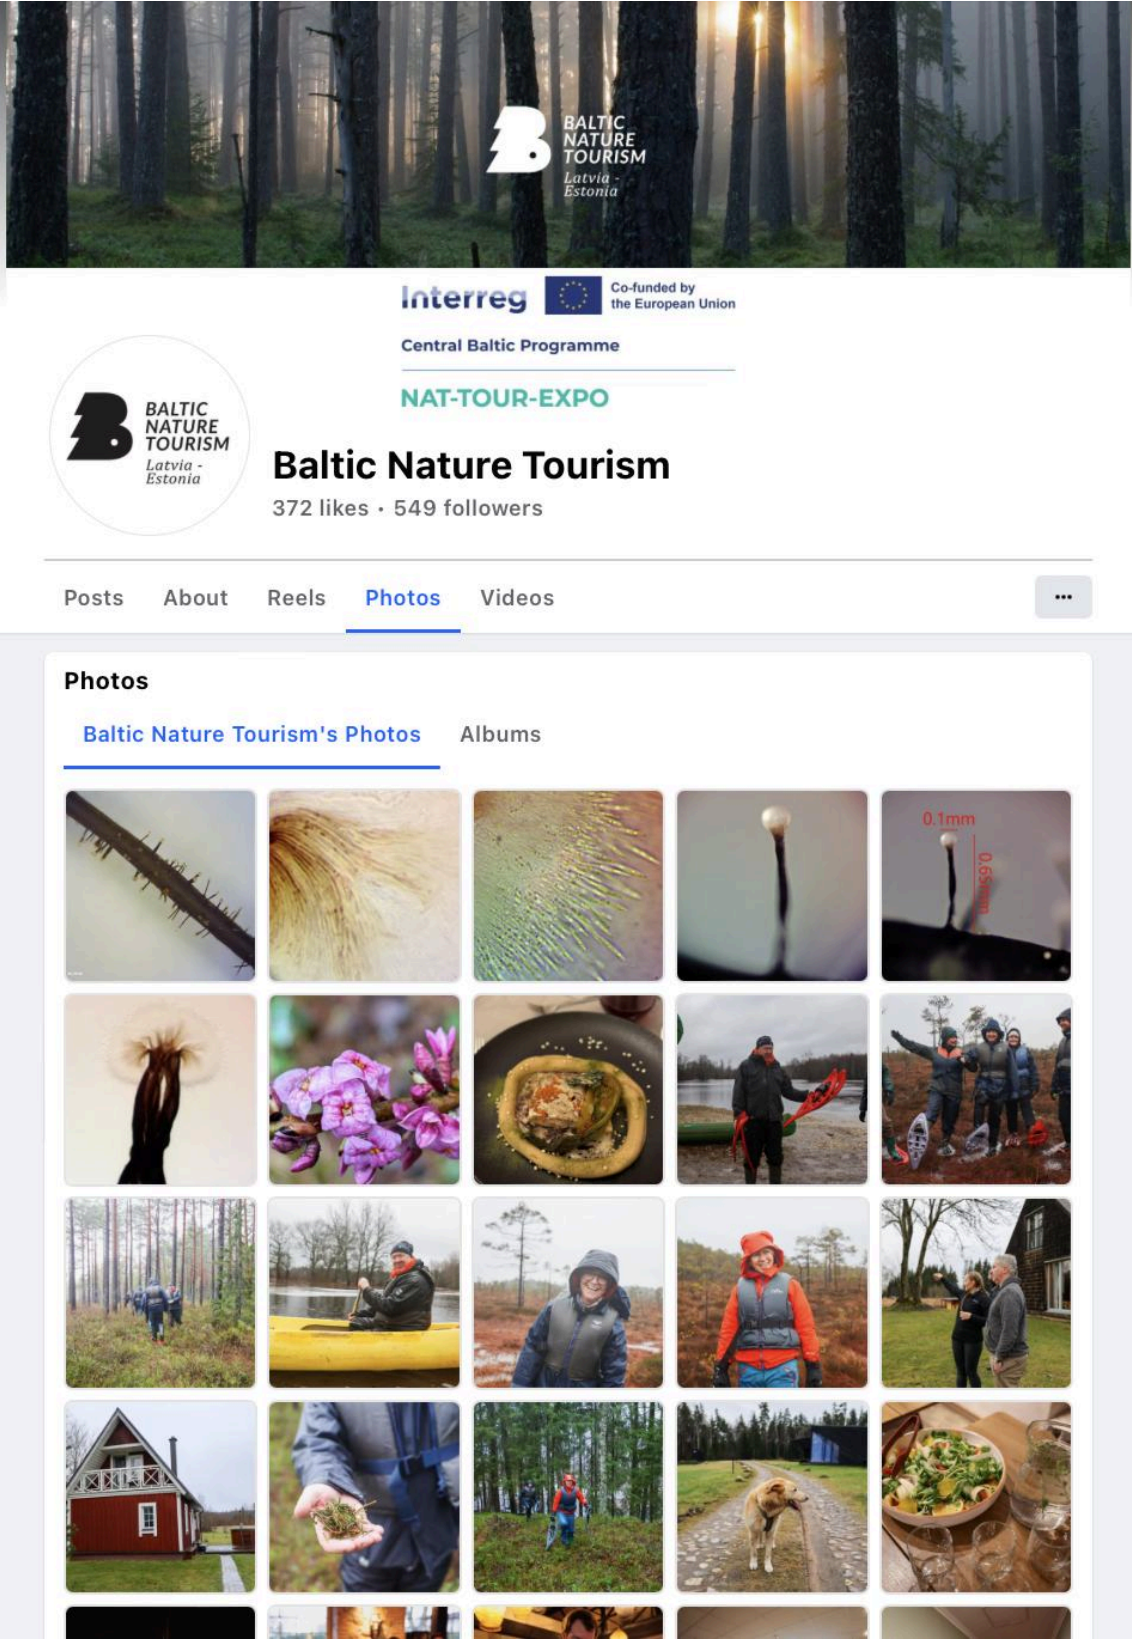 BALTIC
NATURE
TOURISM
Latvia -
Estonia
Interreg
Co-funded by
the European Union
Central Baltic Programme
NAT-TOUR-EXPO
BALTIC
NATURE
TOURISM
Latvia -
Estonia
Baltic Nature Tourism
372 likes • 549 followers
Posts About Reels Photos Videos
Photos
Baltic Nature Tourism's Photos Albums
0.1mm